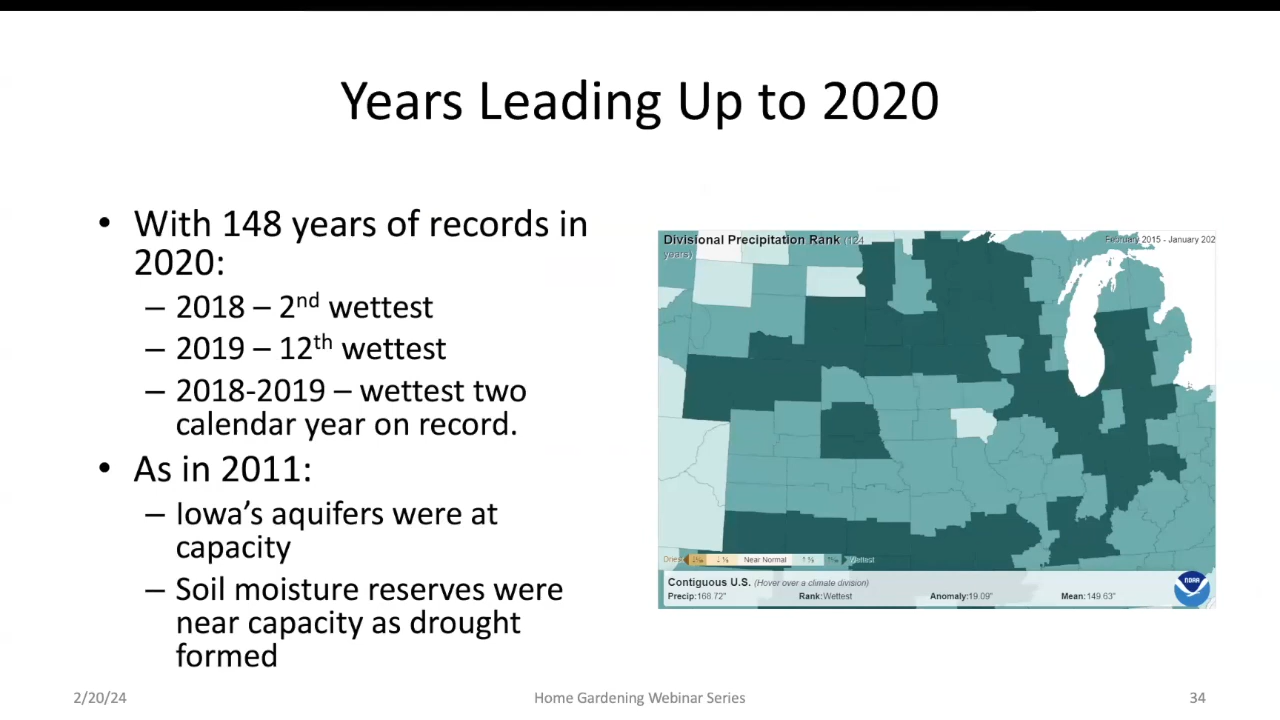 Years Leading Up to 2020
• With 148 years of records in
2020:
– 2018 – 2nd wettest
– 2019 – 12th wettest
– 2018-2019 – wettest two
calendar year on record.
• As in 2011:
– Iowa's aquifers were at
capacity
– Soil moisture reserves were
near capacity as drought
formed
Divisional Precipitation Rank (124
years)
February 2015 - January 202
Near Normal
Wettest
Contiguous U.S. (Hover over a climate division)
Precip:168.72" Rank:Wettest Anomaly:19.09" Mean:149.63"
NOAA
2/20/24 Home Gardening Webinar Series 34